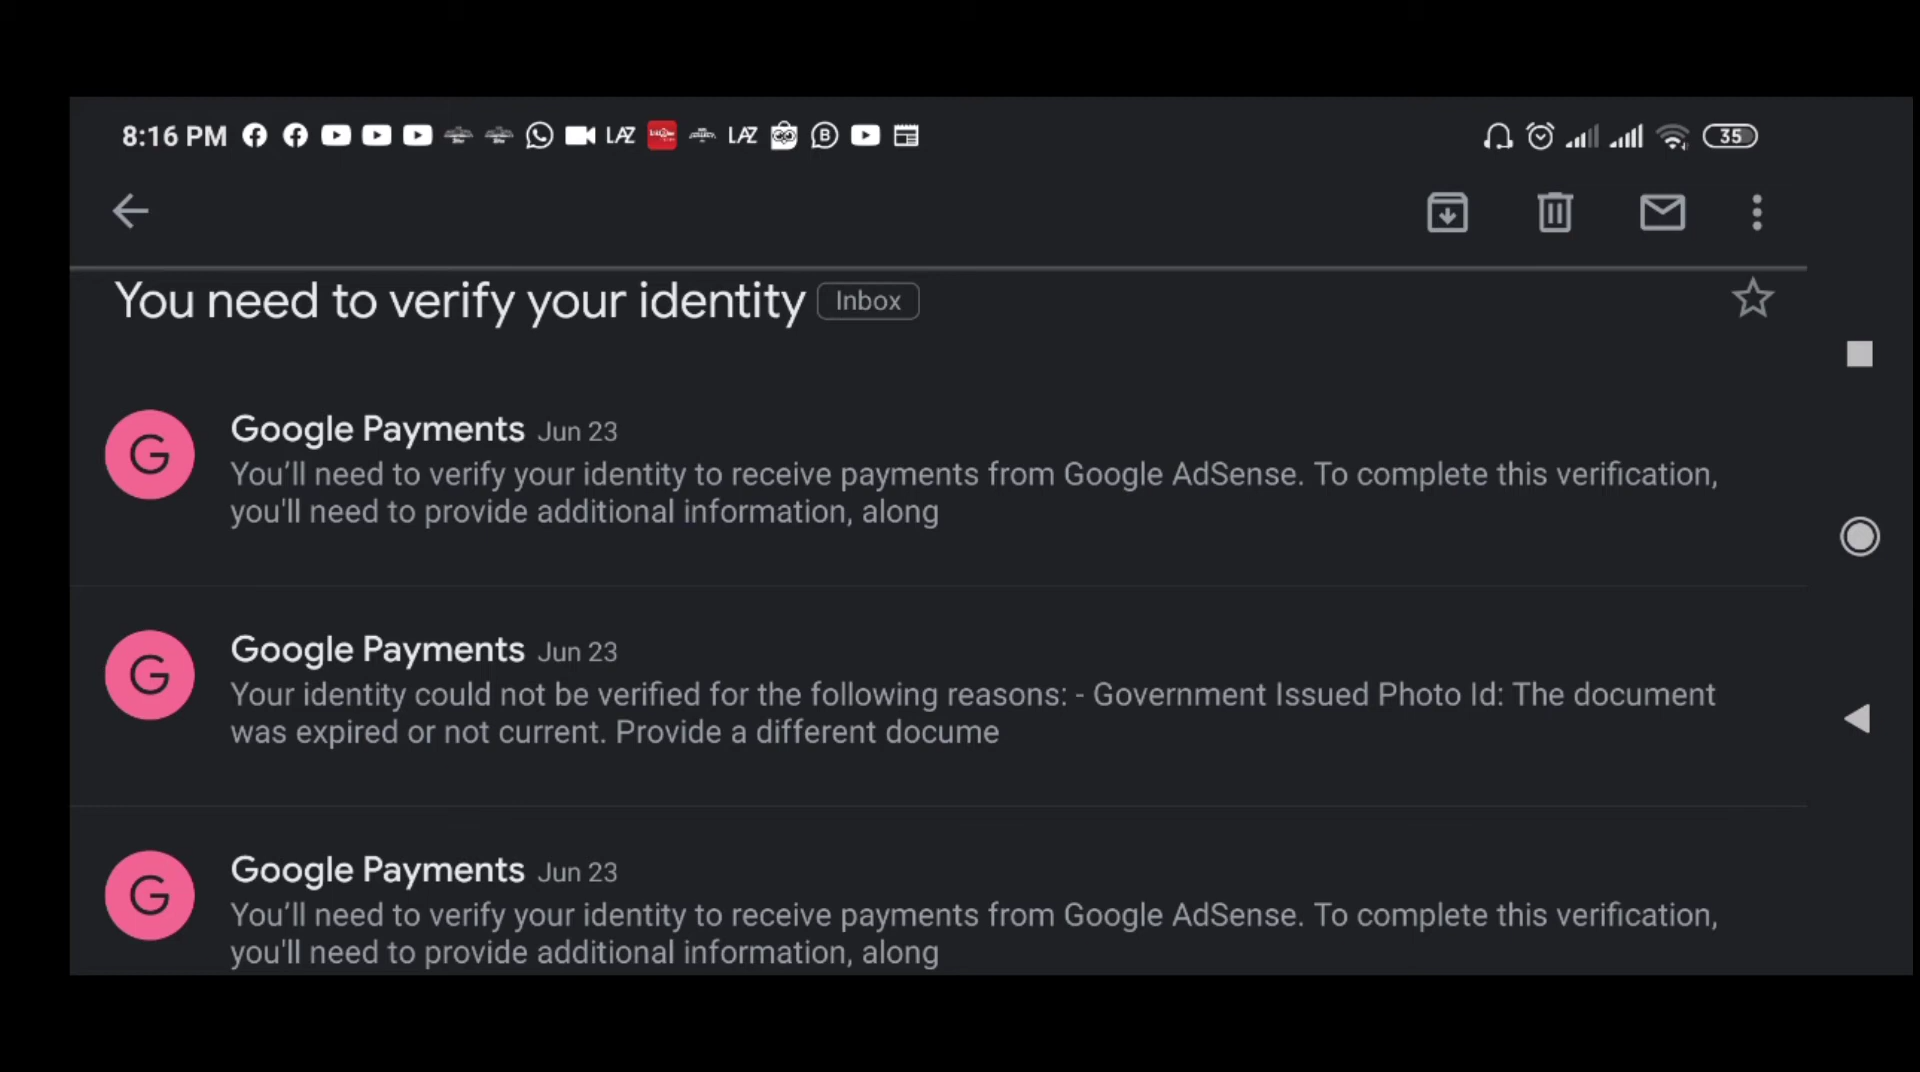 8:16 PM LAZ LAZ B 35
You need to verify your identity Inbox
G Google Payments Jun 23
You’ll need to verify your identity to receive payments from Google AdSense. To complete this verification,
you'll need to provide additional information, along
G Google Payments Jun 23
Your identity could not be verified for the following reasons: - Government Issued Photo Id: The document
was expired or not current. Provide a different docume
G Google Payments Jun 23
You’ll need to verify your identity to receive payments from Google AdSense. To complete this verification,
you'll need to provide additional information, along